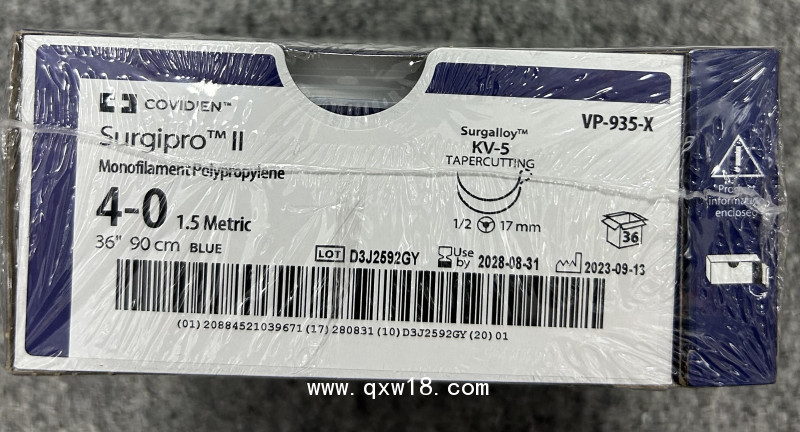 COVIDIEN™
Surgipro™ II
Monofilament Polypropylene
4-0 1.5 Metric
36" 90 cm BLUE
Surgalloy™
KV-5
TAPERCUTTING
1/2 17 mm
VP-935-X
36
LOT D3J2592GY
Use by 2028-08-31
2023-09-13
(01)20884521039671(17)280831(10)D3J2592GY(20)01
enclosed
www.qxw18.com